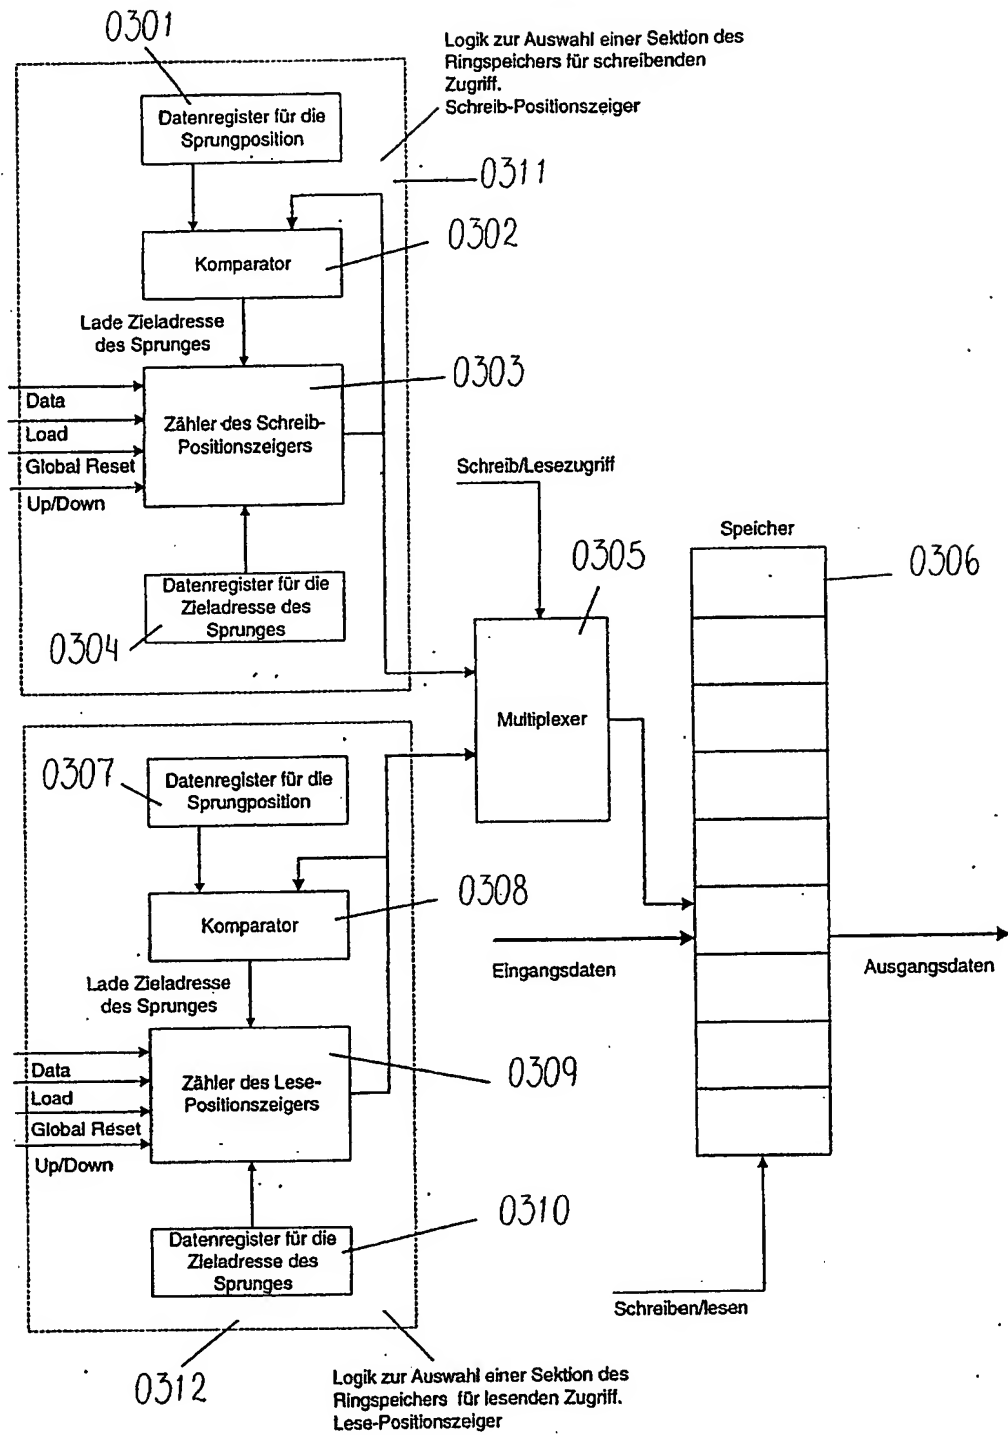 0301
Logik zur Auswahl einer Sektion des
Ringspeichers für schreibenden
Zugriff.
Schreib-Positionszeiger
Datenregister für die
Sprungposition
0311
0302
Komparator
Lade Zieladresse
des Sprunges
0303
Data
Load
Global Reset
Up/Down
Zähler des Schreib-
Positionszeigers
Schreib/Lesezugriff
Speicher
0305
0306
Datenregister für die
Zieladresse des
Sprunges
0304
Multiplexer
0307
Datenregister für die
Sprungposition
0308
Komparator
Eingangsdaten
Ausgangsdaten
Lade Zieladresse
des Sprunges
0309
Data
Load
Global Reset
Up/Down
Zähler des Lese-
Positionszeigers
0310
Datenregister für die
Zieladresse des
Sprunges
Schreiben/lesen
0312
Logik zur Auswahl einer Sektion des
Ringspeichers für lesenden Zugriff.
Lese-Positionszeiger